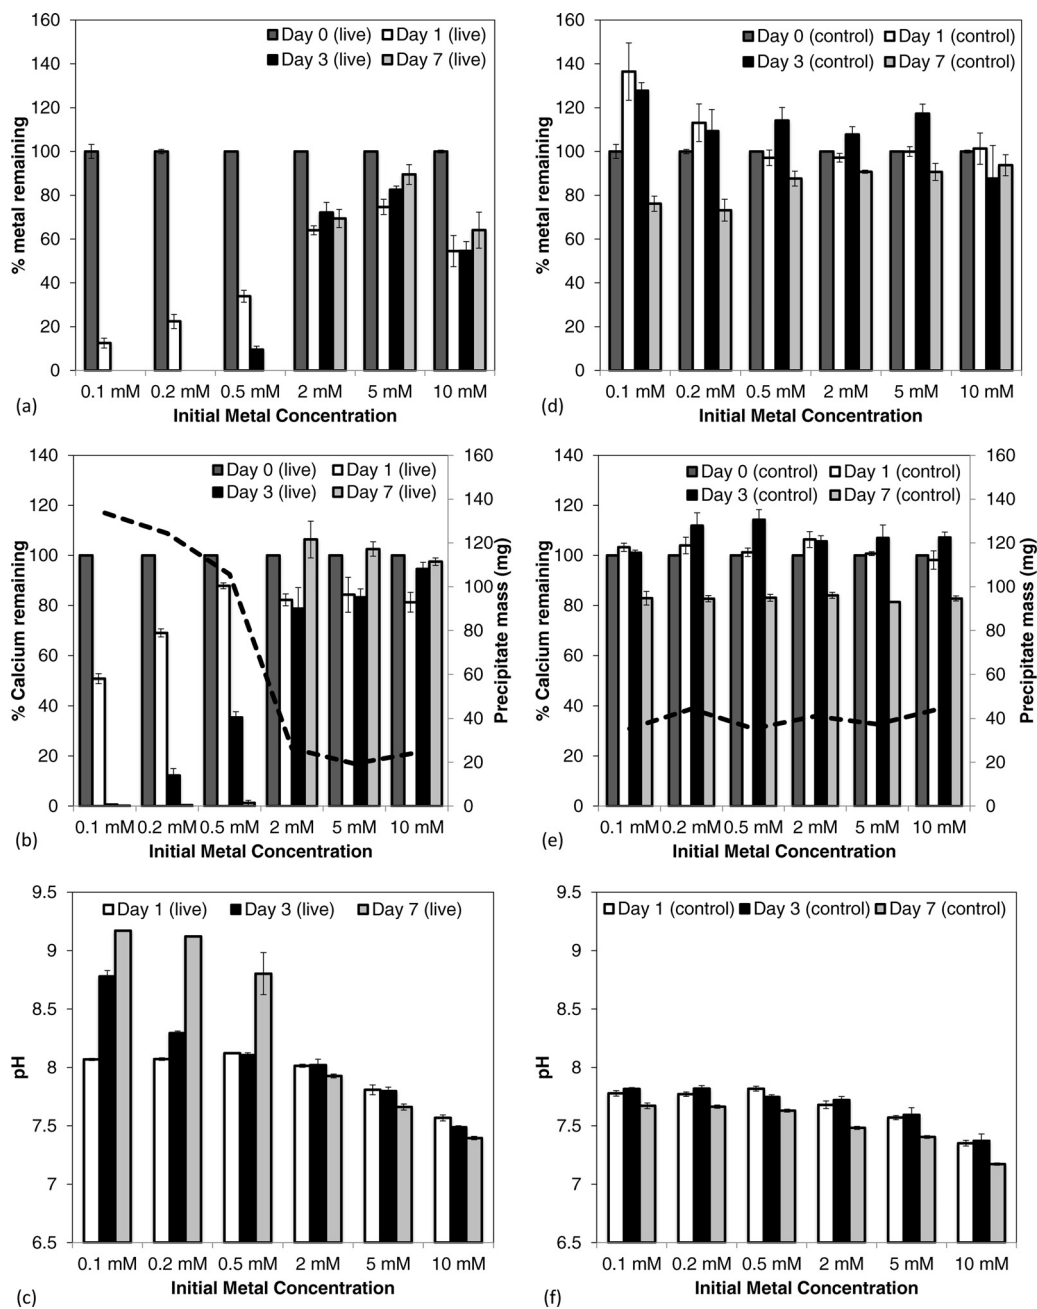 160
140
120
100
80
60
40
20
0
% metal remaining
Day 0 (live) Day 1 (live)
Day 3 (live) Day 7 (live)
0.1 mM 0.2 mM 0.5 mM 2 mM 5 mM 10 mM
(a) Initial Metal Concentration
160
140
120
100
80
60
40
20
0
% metal remaining
Day 0 (control) Day 1 (control)
Day 3 (control) Day 7 (control)
0.1 mM 0.2 mM 0.5 mM 2 mM 5 mM 10 mM
(d) Initial Metal Concentration
140
120
100
80
60
40
20
0
% Calcium remaining
Day 0 (live) Day 1 (live)
Day 3 (live) Day 7 (live)
160
140
120
100
80
60
40
20
0
Precipitate mass (mg)
0.1 mM 0.2 mM 0.5 mM 2 mM 5 mM 10 mM
(b) Initial Metal Concentration
140
120
100
80
60
40
20
0
% Calcium remaining
Day 0 (control) Day 1 (control)
Day 3 (control) Day 7 (control)
160
140
120
100
80
60
40
20
0
Precipitate mass (mg)
0.1 mM 0.2 mM 0.5 mM 2 mM 5 mM 10 mM
(e) Initial Metal Concentration
9.5
9
8.5
8
7.5
7
6.5
pH
Day 1 (live) Day 3 (live) Day 7 (live)
0.1 mM 0.2 mM 0.5 mM 2 mM 5 mM 10 mM
(c) Initial Metal Concentration
9.5
9
8.5
8
7.5
7
6.5
pH
Day 1 (control) Day 3 (control) Day 7 (control)
0.1 mM 0.2 mM 0.5 mM 2 mM 5 mM 10 mM
(f) Initial Metal Concentration